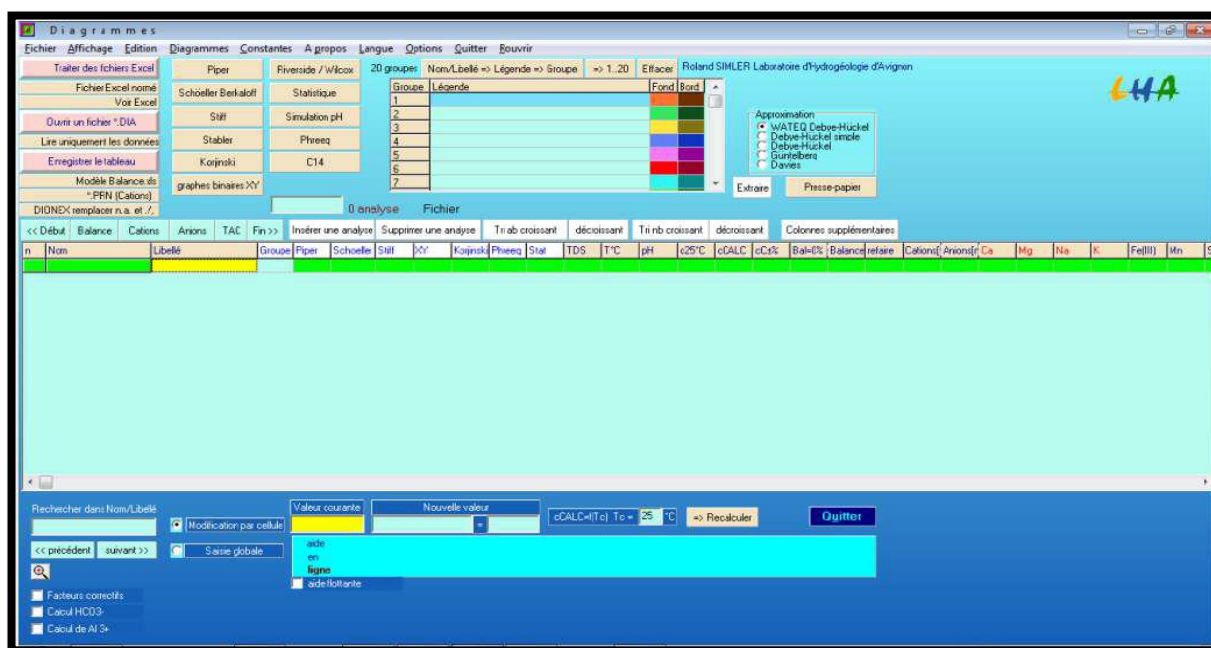 Diagrammes
Fichier Affichage Edition Diagrammes Constantes A propos Langue Options Quitter Rouvrir
Traiter des fichiers Excel
Fichier Excel nomé
Voir Excel
Ouvrir un fichier *.DIA
Lire uniquement les données
Enregistrer le tableau
Modèle Balance.xls
*.PRN (Cations)
DIONEX remplacer n.a. et ./,
Piper
Riverside / Wilcox
Schöeller Berkaloff
Statistique
Stiff
Simulation pH
Stabler
Phreeq
Korjinski
C14
graphes binaires XY
20 groupes Nom/Libellé => Légende => Groupe => 1..20 Effacer Roland SIMLER Laboratoire d'Hydrogéologie d'Avignon
Groupe Légende Fond Bord
1
2
3
4
5
6
7
LHA
Approximation
WATEQ Debye-Hückel
Debye-Hückel simple
Debye-Hückel
Güntelberg
Davies
Extraire Presse-papier
0 analyse Fichier
<< Début Balance Cations Anions TAC Fin >> Insérer une analyse Supprimer une analyse Tri ab croissant décroissant Tri nb croissant décroissant Colonnes supplémentaires
n Nom Libellé Groupe Piper Schoelle Stiff XY Korjinski Phreeq Stat TDS T°C pH c25°C cCALC cC±% Bal=0% Balance refaire Cations[ Anions[r Ca Mg Na K Fe(III) Mn S
Rechercher dans Nom/Libellé
<< précédent suivant >>
Facteurs correctifs
Calcul HCO3-
Calcul de Al 3+
Modification par cellule
Saisie globale
Valeur courante Nouvelle valeur
=
cCALC=f(Tc) Tc = 25 °C => Recalculer Quitter
aide
en
ligne
aide flottante